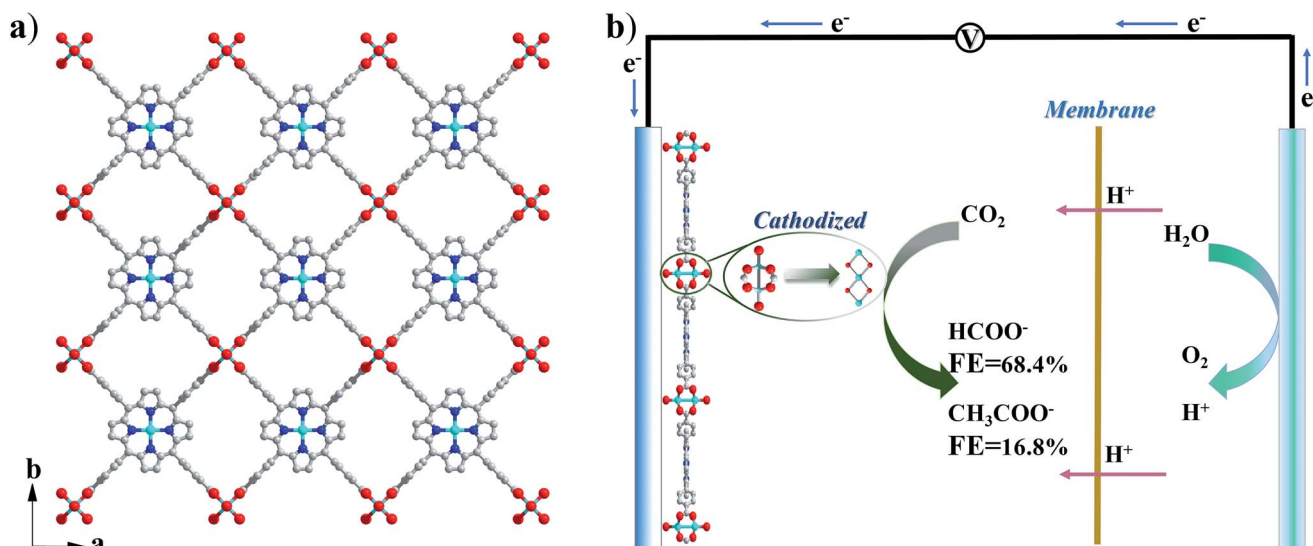 a)
b
a
b)
e⁻
e⁻
V
e⁻
e
Membrane
Cathodized
CO₂
H⁺
H₂O
HCOO⁻
FE=68.4%
CH₃COO⁻
FE=16.8%
O₂
H⁺
H⁺